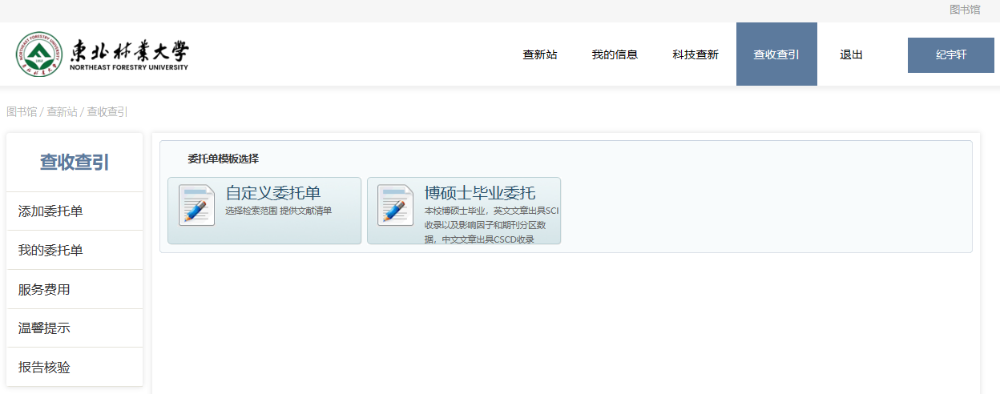 图书馆
東北林業大学
NORTHEAST FORESTRY UNIVERSITY
查新站 我的信息 科技查新 查收查引 退出 纪宇轩
图书馆 / 查新站 / 查收查引
查收查引
添加委托单
我的委托单
服务费用
温馨提示
报告核验
委托单模板选择
自定义委托单
选择检索范围 提供文献清单
博硕士毕业委托
本校博硕士毕业，英文文章出具SCI
收录以及影响因子和期刊分区数
据，中文文章出具CSCD收录